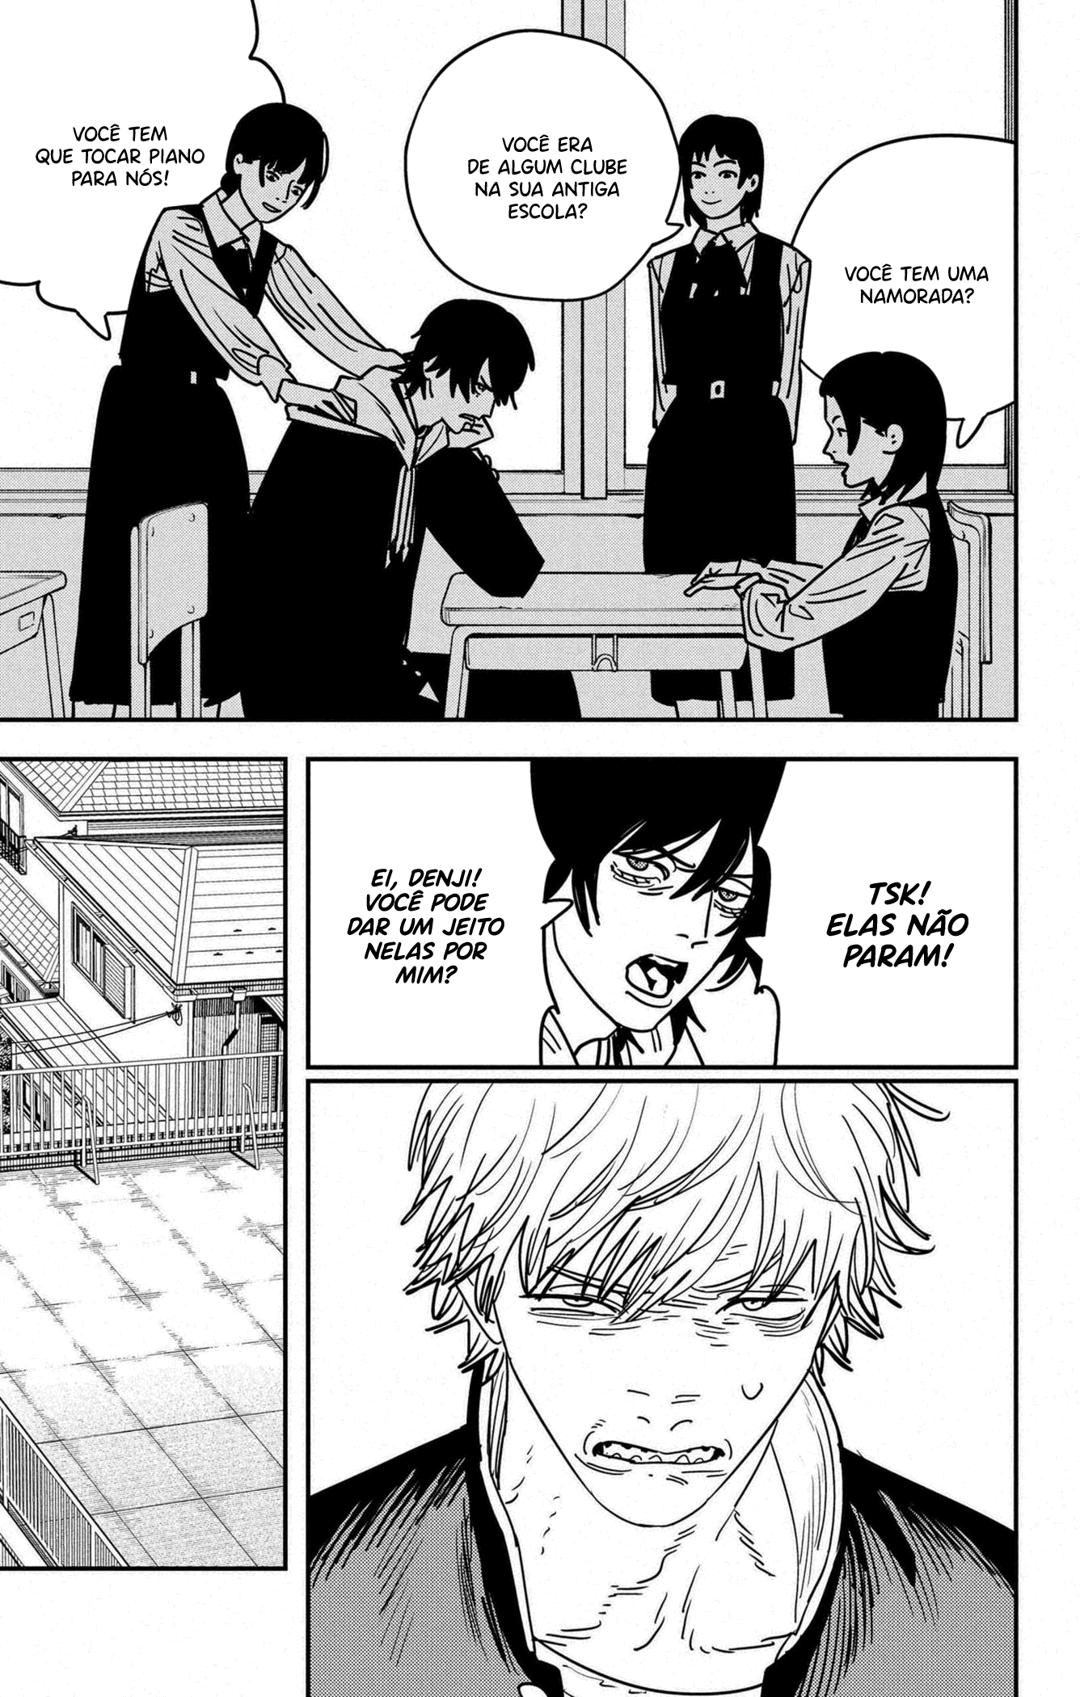 VOCÊ TEM UMA
NAMORADA?
VOCÊ ERA
DE ALGUM CLUBE
NA SUA ANTIGA
ESCOLA?
VOCÊ TEM
QUE TOCAR PIANO
PARA NÓS!
TSK!
ELAS NÃO
PARAM!
EI, DENJI!
VOCÊ PODE
DAR UM JEITO
NELAS POR
MIM?